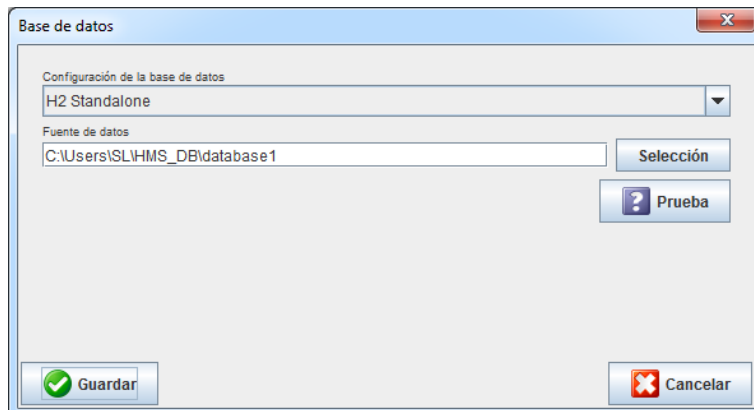 Base de datos
Configuración de la base de datos
H2 Standalone
Fuente de datos
C:\Users\SL\HMS_DB\database1
Selección
Prueba
Guardar
Cancelar